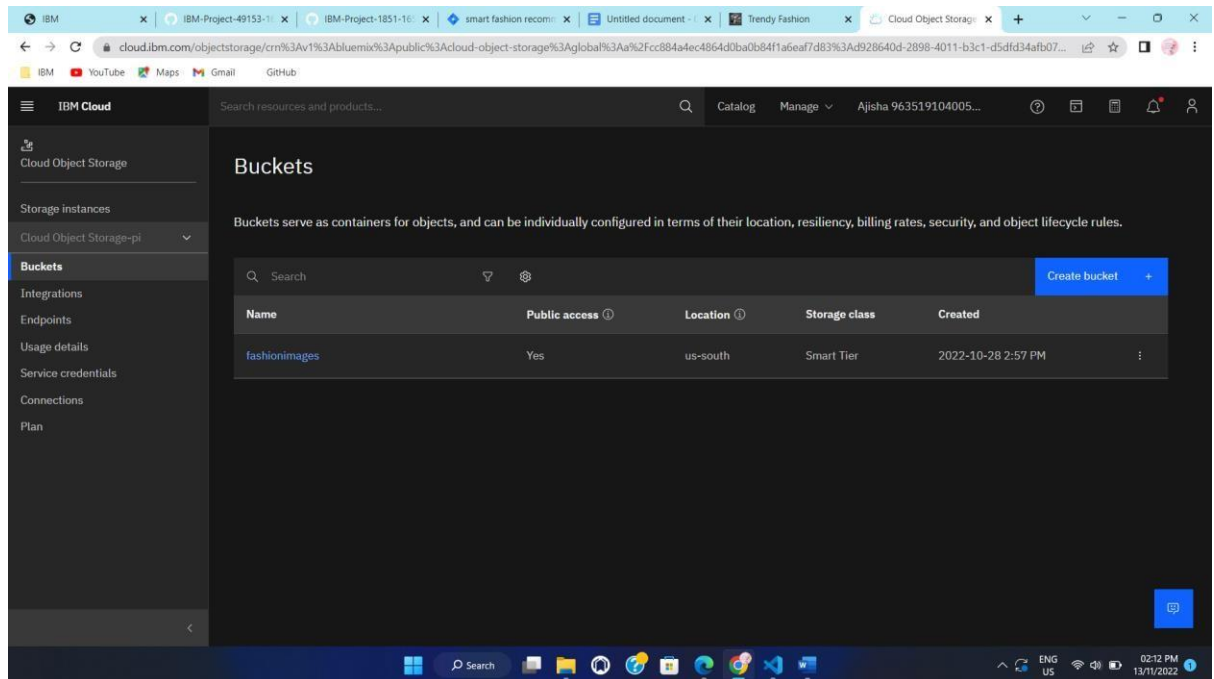 IBM
IBM-Project-49153-1
IBM-Project-1851-16
smart fashion recom
Untitled document -
Trendy Fashion
Cloud Object Storage
cloud.ibm.com/objectstorage/crn%3Av1%3Abluemix%3Apublic%3Acloud-object-storage%3Aglobal%3Aa%2Fcc884a4ec4864d0ba0b84f1a6eaf7d83%3Ad928640d-2898-4011-b3c1-d5dfd34afb07...
IBM YouTube Maps Gmail GitHub
IBM Cloud
Search resources and products...
Catalog
Manage
Ajisha 963519104005...
Cloud Object Storage
Storage instances
Cloud Object Storage-pi
Buckets
Integrations
Endpoints
Usage details
Service credentials
Connections
Plan
Buckets
Buckets serve as containers for objects, and can be individually configured in terms of their location, resiliency, billing rates, security, and object lifecycle rules.
Search
Create bucket +
Name Public access Location Storage class Created
fashionimages Yes us-south Smart Tier 2022-10-28 2:57 PM
Search
ENG
US
02:12 PM
13/11/2022
1